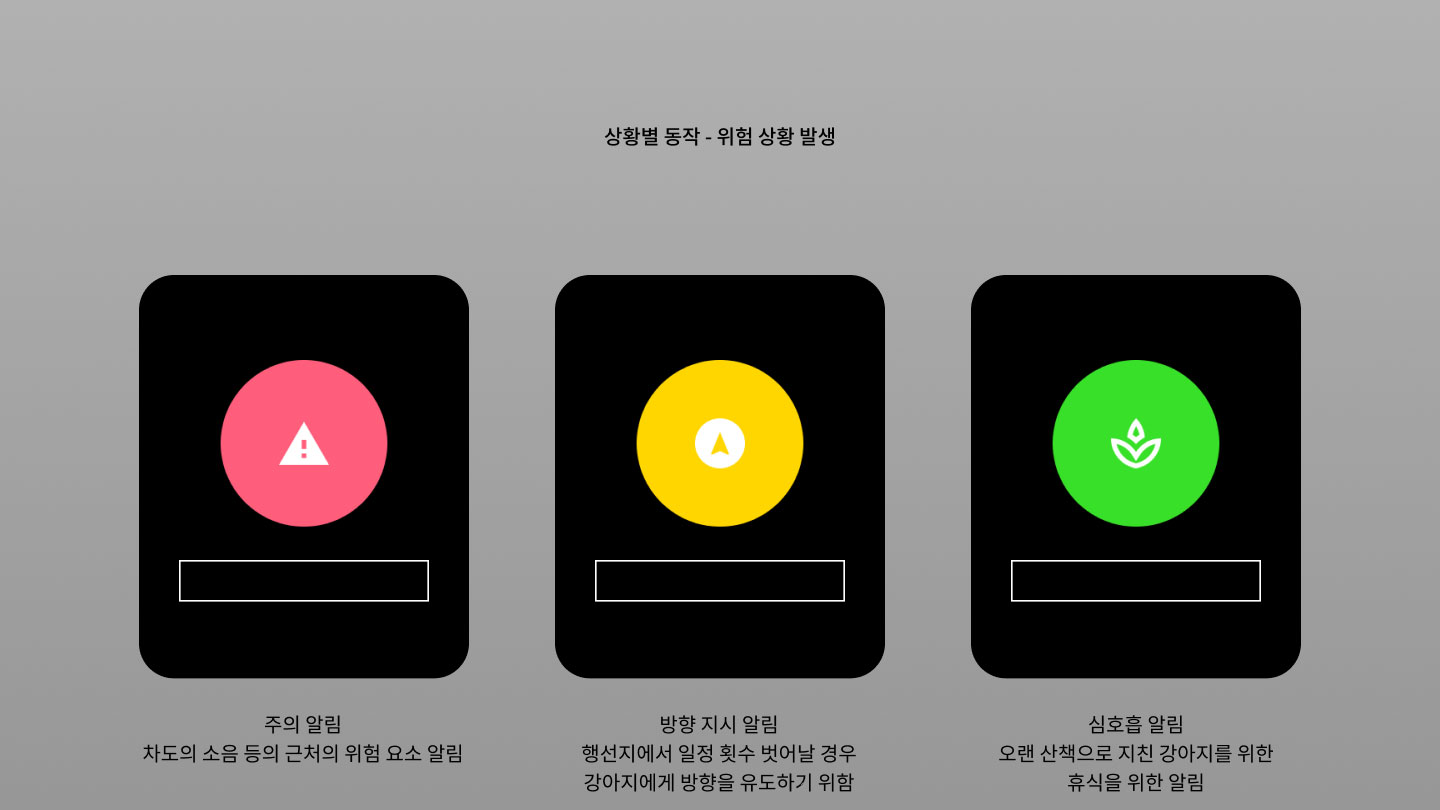 상황별 동작 - 위험 상황 발생
주의 알림
차도의 소음 등의 근처의 위험 요소 알림
방향 지시 알림
행선지에서 일정 횟수 벗어날 경우
강아지에게 방향을 유도하기 위함
심호흡 알림
오랜 산책으로 지친 강아지를 위한
휴식을 위한 알림